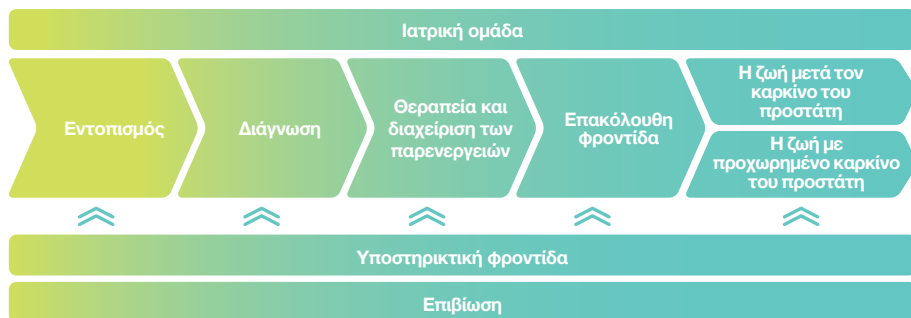 Ιατρική ομάδα
Εντοπισμός
Διάγνωση
Θεραπεία και
διαχείριση των
παρενεργειών
Επακόλουθη
φροντίδα
Η ζωή μετά τον
καρκίνο του
προστάτη
Η ζωή με
προχωρημένο καρκίνο
του προστάτη
Υποστηρικτική φροντίδα
Επιβίωση